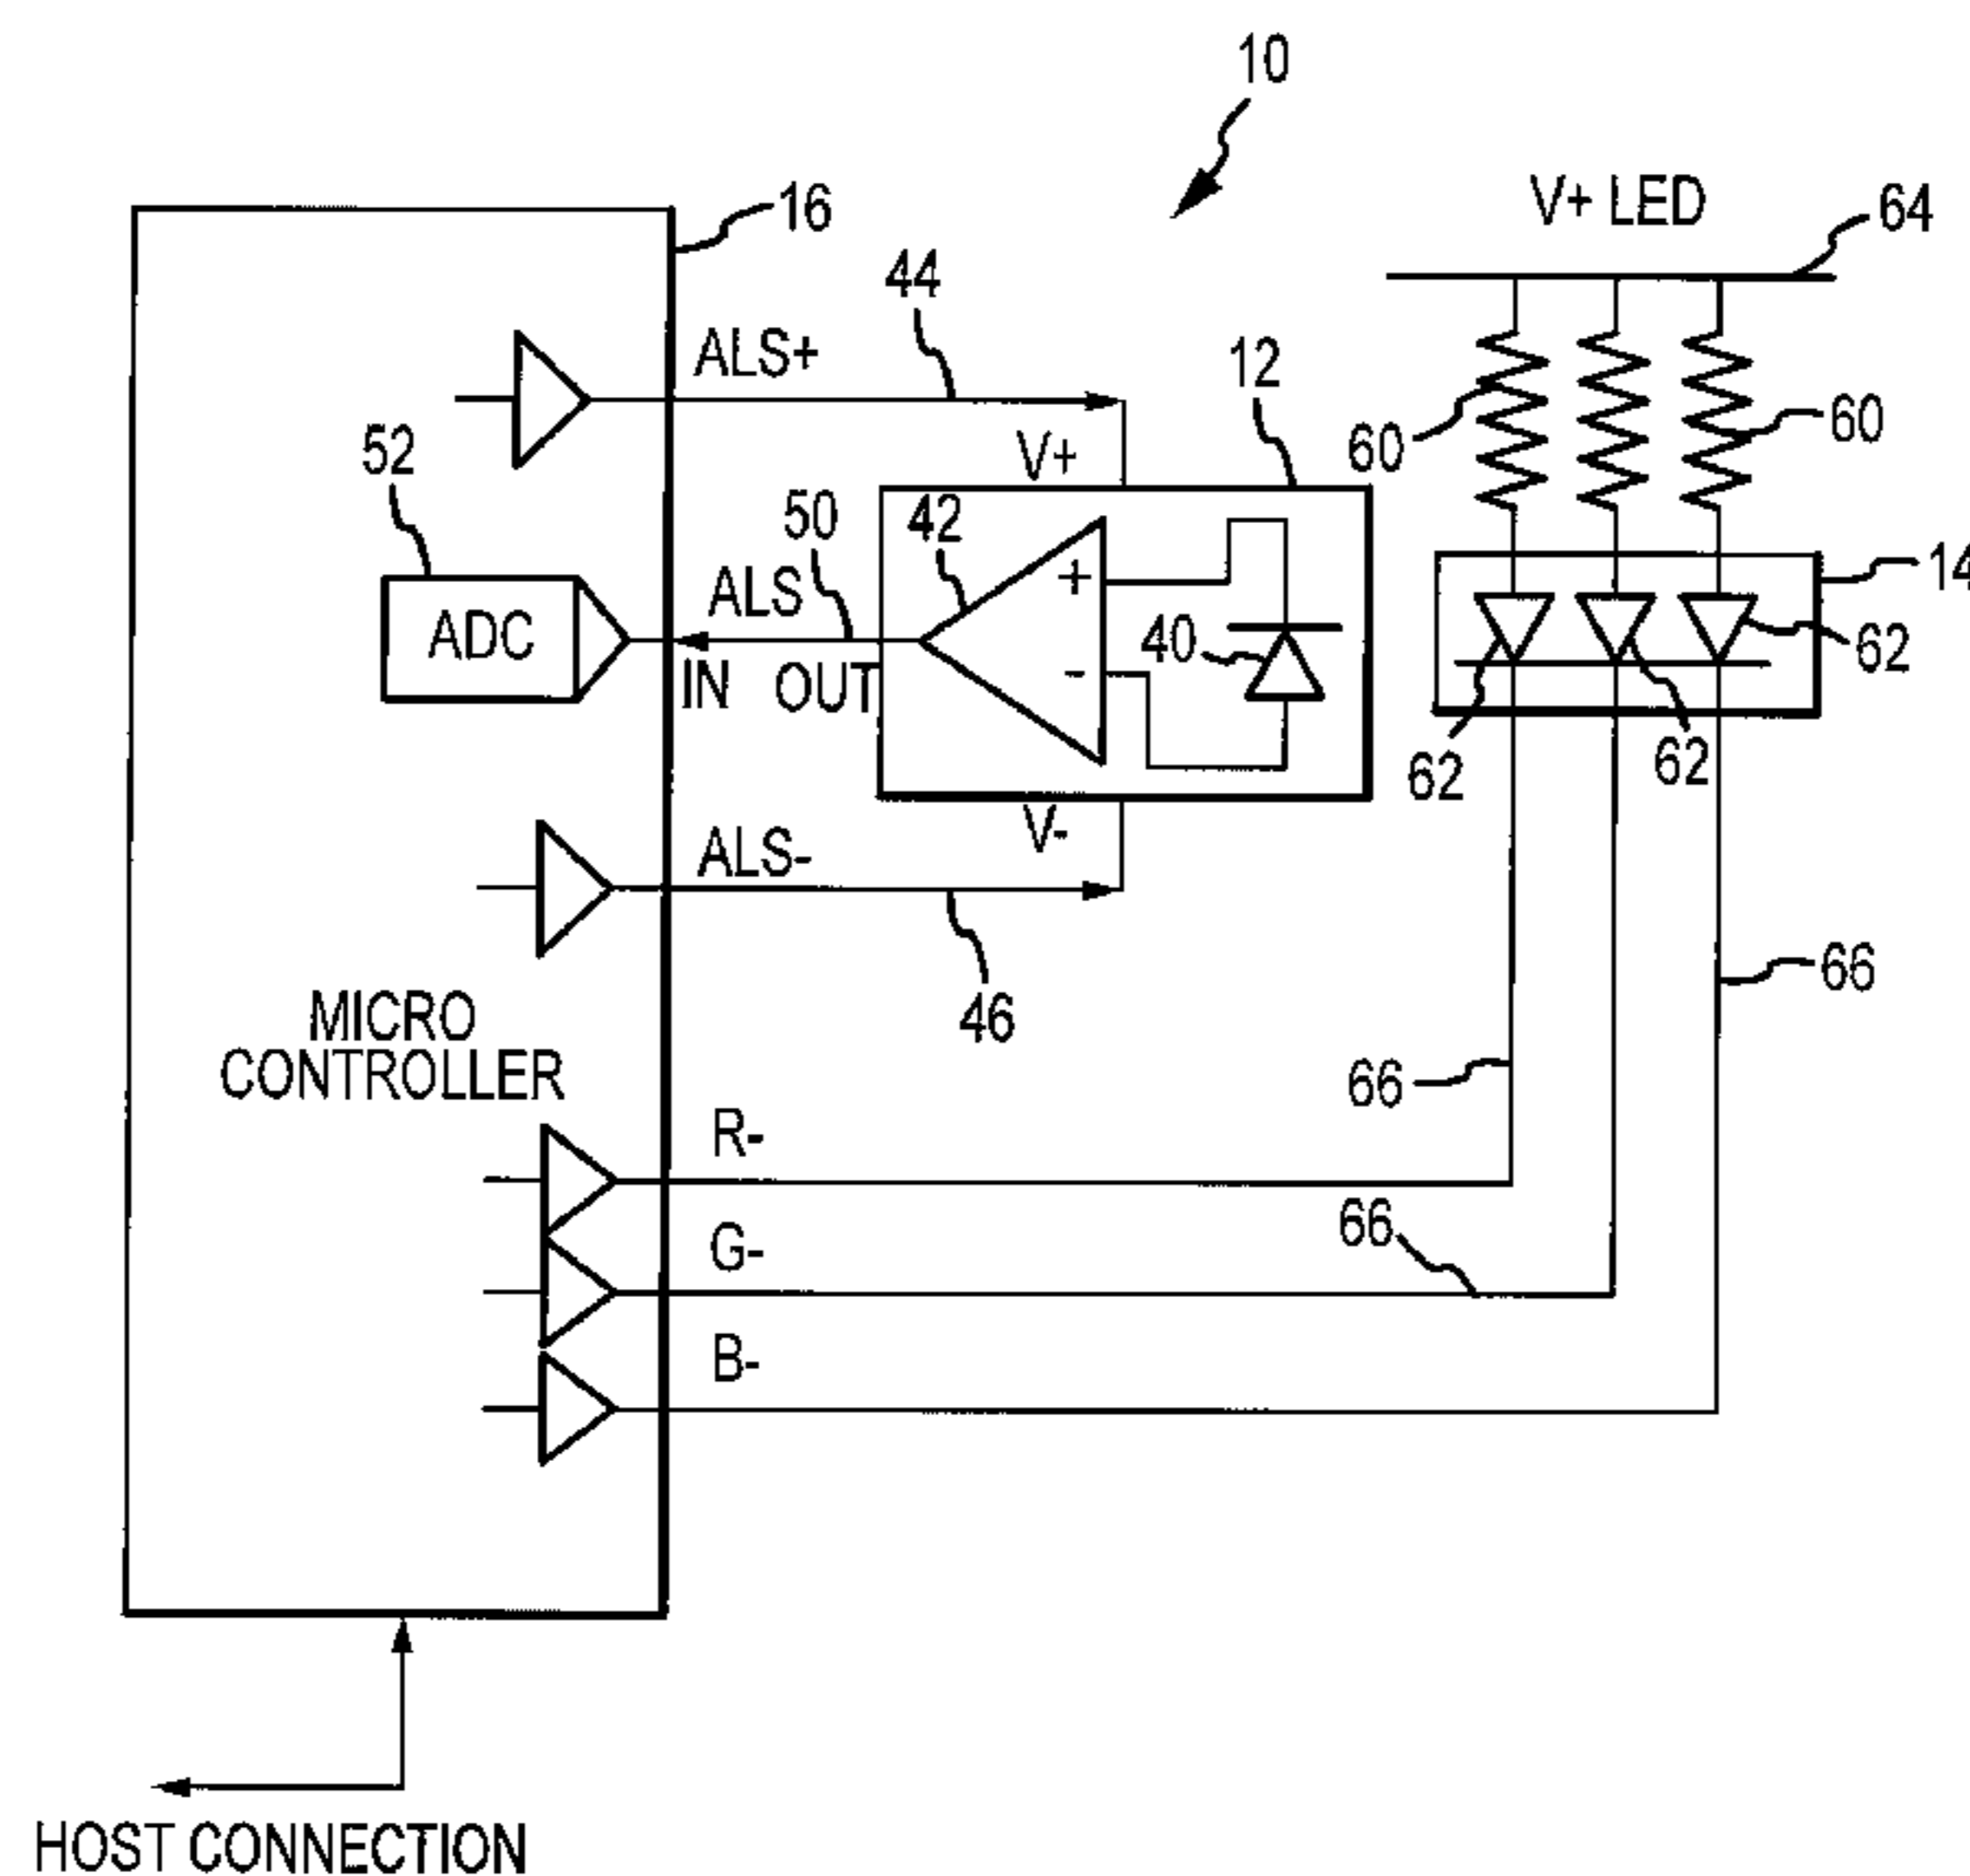 10
16
V+ LED
64
44
ALS+
12
60
60
V+
52
50
42
ALS
ADC
+
40
-
IN
OUT
14
62
62
62
V-
ALS-
46
66
MICRO
CONTROLLER
66
R-
66
G-
B-
HOST CONNECTION